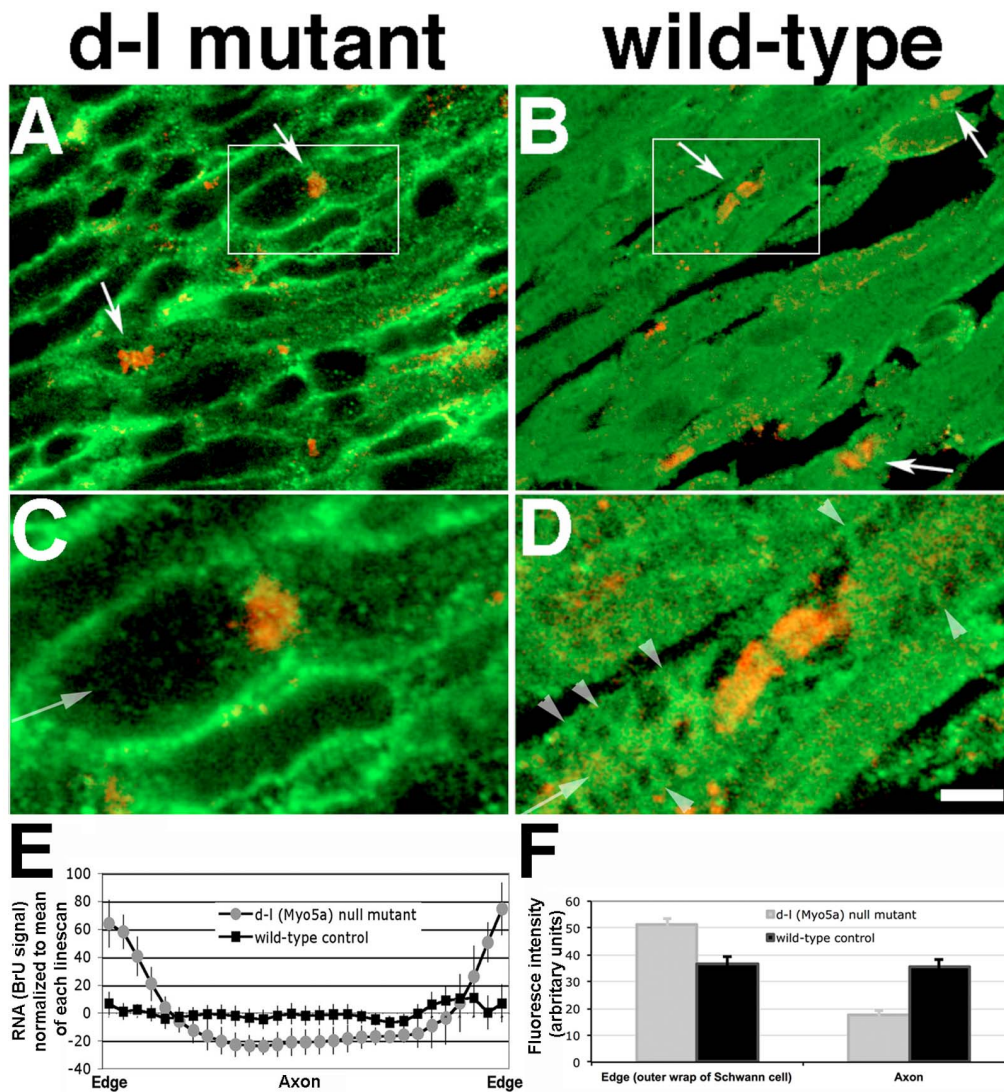 d-l mutant
wild-type
A
B
C
D
E
RNA (BrU signal)
normalized to mean
of each linescan
100
80
60
40
20
0
-20
-40
d-l (Myo5a) null mutant
wild-type control
Edge
Axon
Edge
F
Fluoresce intensity
(arbritary units)
60
50
40
30
20
10
0
d-l (Myo5a) null mutant
wild-type control
Edge (outer wrap of Schwann cell)
Axon